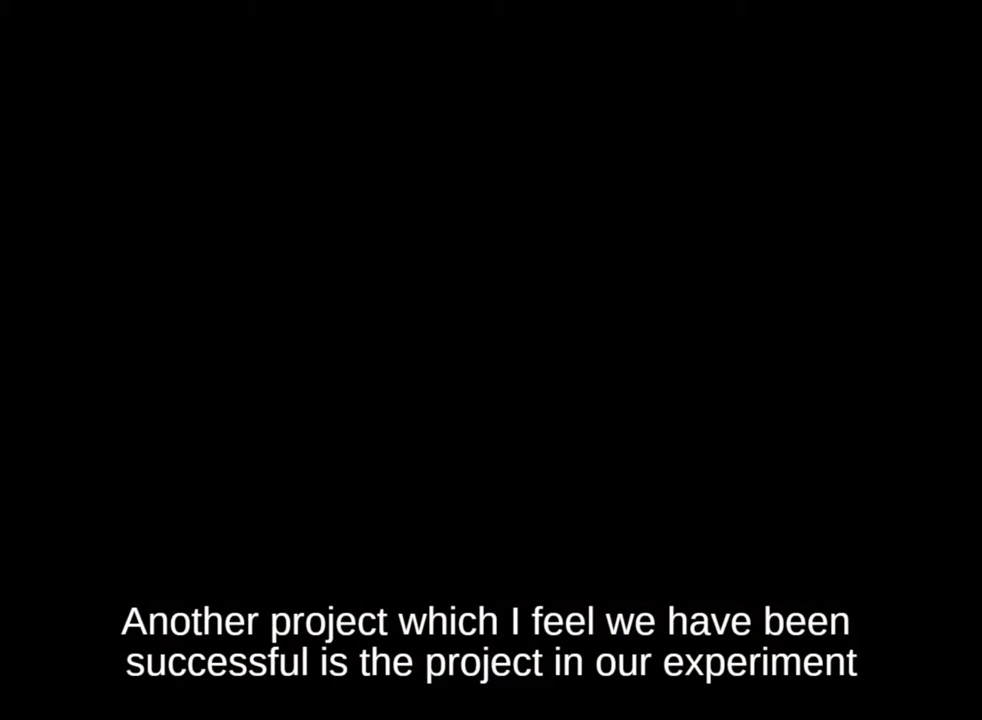 Another project which I feel we have been
successful is the project in our experiment